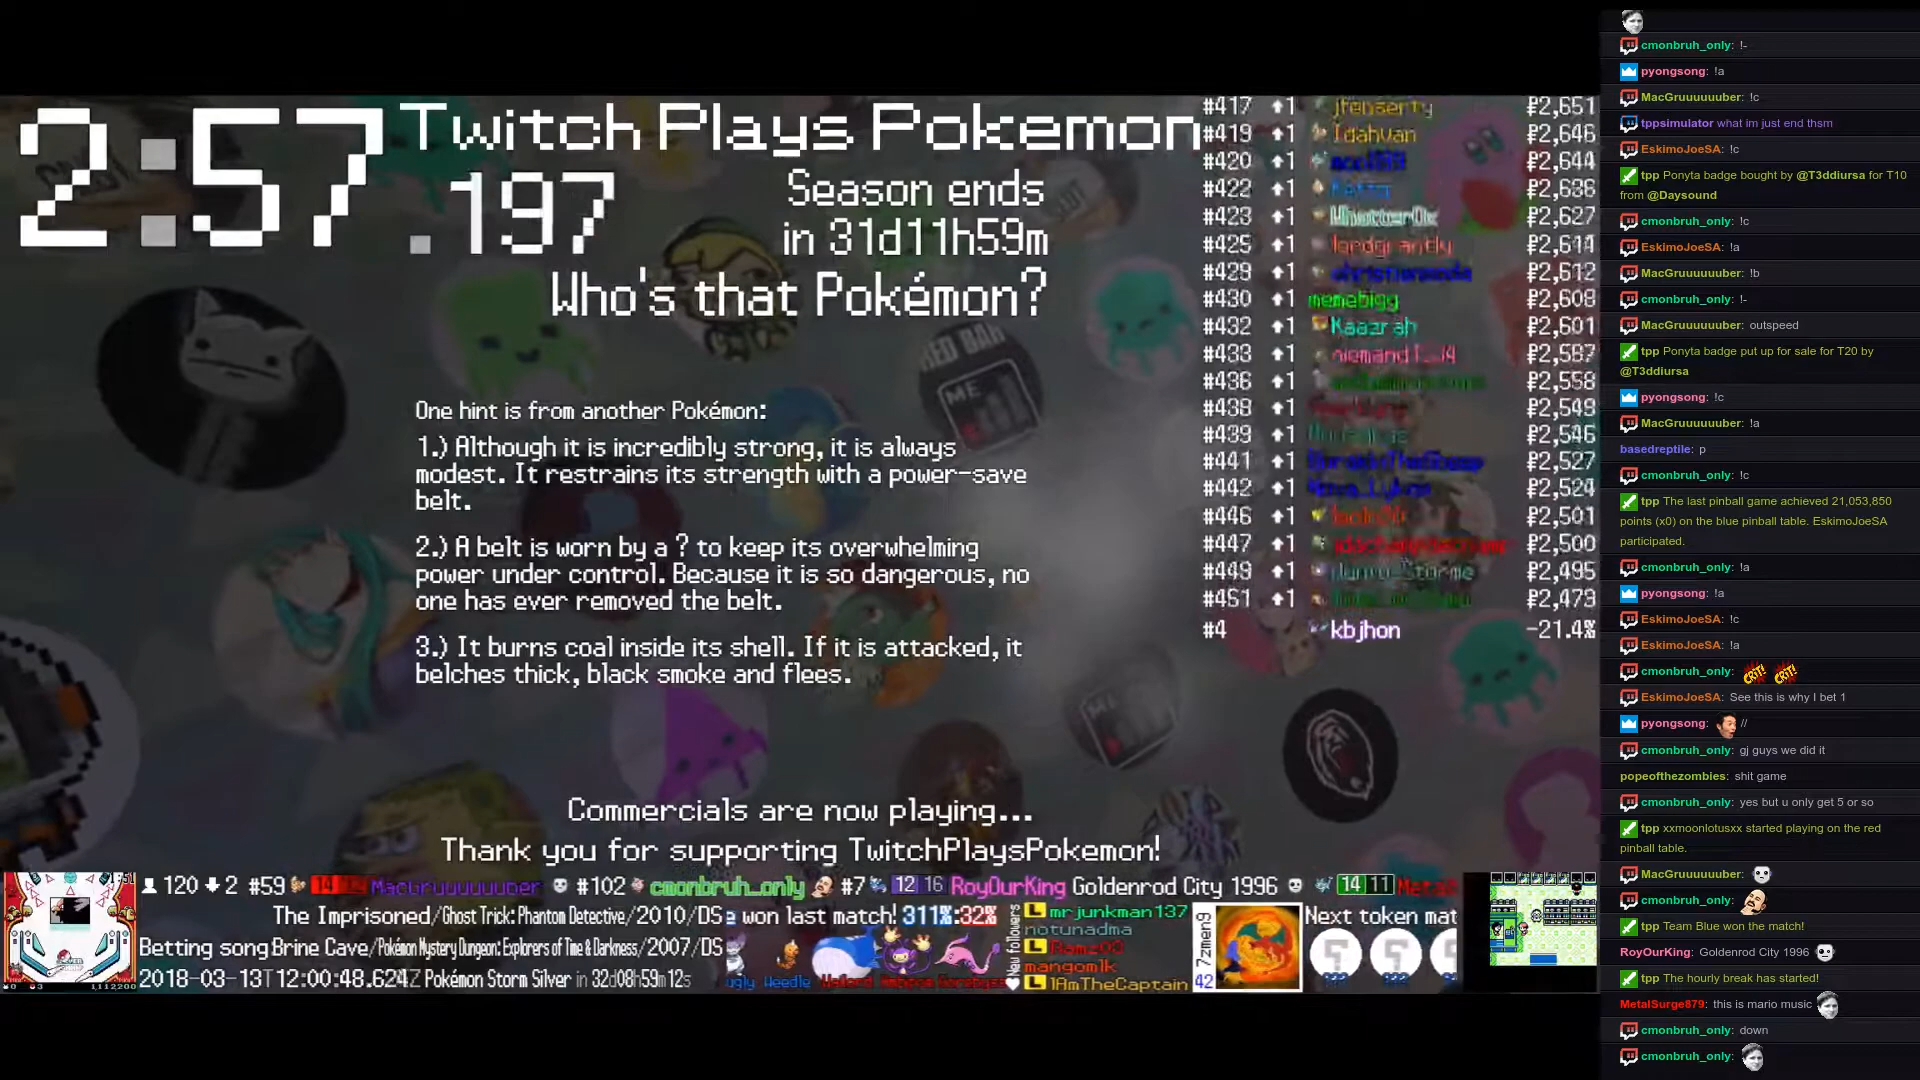 2:57.197
Twitch Plays Pokemon
Season ends
in 31d11h59m
Who's that Pokémon?
One hint is from another Pokémon:
1.) Although it is incredibly strong, it is always
modest. It restrains its strength with a power-save
belt.
2.) A belt is worn by a ? to keep its overwhelming
power under control. Because it is so dangerous, no
one has ever removed the belt.
3.) It burns coal inside its shell. If it is attacked, it
belches thick, black smoke and flees.
Commercials are now playing...
Thank you for supporting TwitchPlaysPokemon!
#417 1 jfenserty ₽2,651
#419 1 Idahvan ₽2,646
#420 1 ₽2,644
#422 1 ₽2,636
#423 1 ₽2,627
#425 1 lordgrantly ₽2,614
#429 1 ₽2,612
#430 1 memebigg ₽2,609
#432 1 Kaazrah ₽2,601
#433 1 ₽2,587
#436 1 ₽2,558
#438 1 ₽2,549
#439 1 ₽2,546
#441 1 ₽2,527
#442 1 ₽2,524
#446 1 ₽2,501
#447 1 ₽2,500
#449 1 ₽2,495
#461 1 ₽2,473
#4 kbjhon -21.4%
120 2 #59 MacGruuuuuuber #102 cmonbruh_only #7 12 16 RoyOurKing Goldenrod City 1996 14 11
The Imprisoned/Ghost Trick: Phantom Detective/2010/DS
won last match! 311%:32%
Betting song Brine Cave/Pokémon Mystery Dungeon: Explorers of Time & Darkness/2007/DS
2018-03-13T12:00:48.624Z Pokémon Storm Silver in 32d08h59m12s
New followers
mrjunkman137
notunadma
mangomlk
IAmTheCaptain
7zzmen9
42
Next token mat
cmonbruh_only: !-
pyongsong: !a
MacGruuuuuuber: !c
tppsimulator what im just end thsm
EskimoJoeSA: !c
tpp Ponyta badge bought by @T3ddiursa for T10
from @Daysound
cmonbruh_only: !c
EskimoJoeSA: !a
MacGruuuuuuber: !b
cmonbruh_only: !-
MacGruuuuuuber: outspeed
tpp Ponyta badge put up for sale for T20 by
@T3ddiursa
pyongsong: !c
MacGruuuuuuber: !a
basedreptile: p
cmonbruh_only: !c
tpp The last pinball game achieved 21,053,850
points (x0) on the blue pinball table. EskimoJoeSA
participated.
cmonbruh_only: !a
pyongsong: !a
EskimoJoeSA: !c
EskimoJoeSA: !a
cmonbruh_only: CRIT! CRIT!
EskimoJoeSA: See this is why I bet 1
pyongsong: //
cmonbruh_only: gj guys we did it
popeofthezombies: shit game
cmonbruh_only: yes but u only get 5 or so
tpp xxmoonlotusxx started playing on the red
pinball table.
MacGruuuuuuber:
cmonbruh_only:
tpp Team Blue won the match!
RoyOurKing: Goldenrod City 1996
tpp The hourly break has started!
MetalSurge879: this is mario music
cmonbruh_only: down
cmonbruh_only: